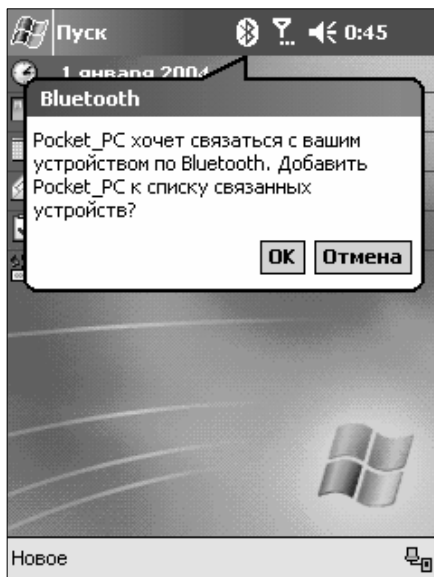 Пуск 0:45
1 января 2004
Bluetooth
Pocket_PC хочет связаться с вашим
устройством по Bluetooth. Добавить
Pocket_PC к списку связанных
устройств?
OK Отмена
Новое